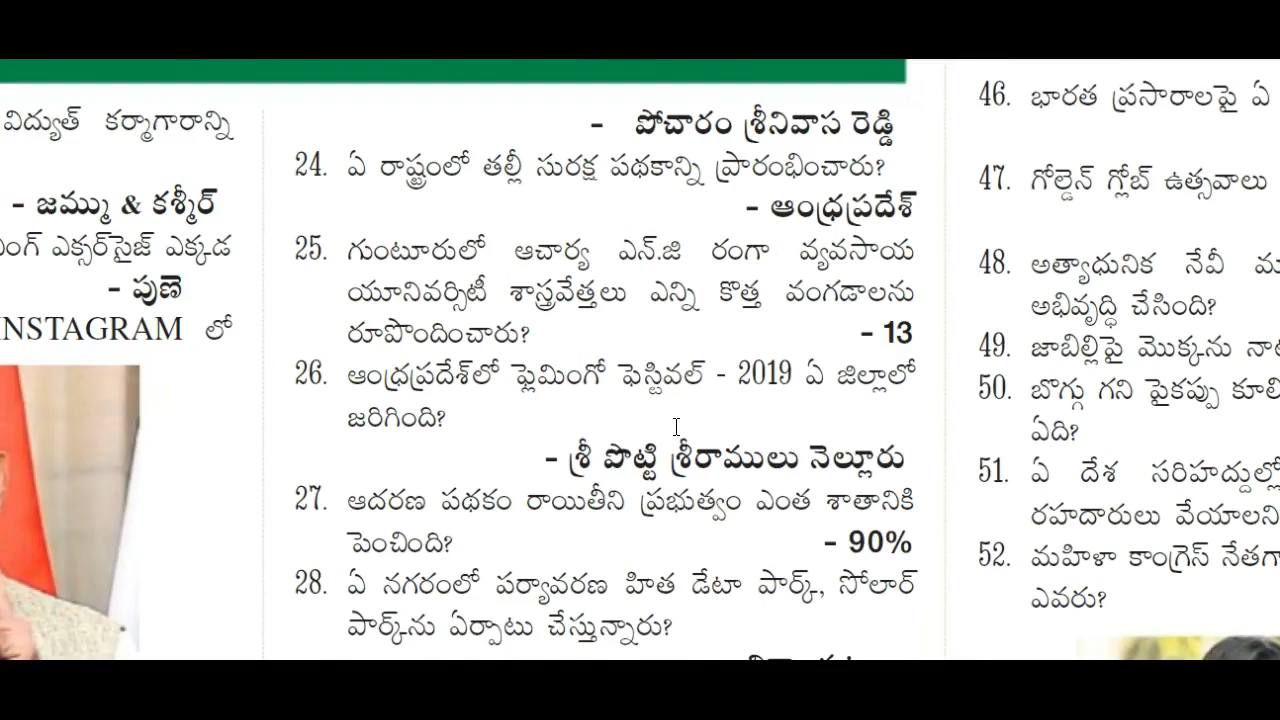 విద్యుత్ కర్మాగారాన్ని
- జమ్ము & కశ్మీర్
ఎక్సర్‌సైజ్ ఎక్కడ
- పుణె
INSTAGRAM లో
- పోచారం శ్రీనివాస రెడ్డి
24. ఏ రాష్ట్రంలో తల్లీ సురక్ష పథకాన్ని ప్రారంభించారు?
- ఆంధ్రప్రదేశ్
25. గుంటూరులో ఆచార్య ఎన్.జి రంగా వ్యవసాయ
యూనివర్సిటీ శాస్త్రవేత్తలు ఎన్ని కొత్త వంగడాలను
రూపొందించారు? - 13
26. ఆంధ్రప్రదేశ్‌లో ఫ్లెమింగో ఫెస్టివల్ - 2019 ఏ జిల్లాలో
జరిగింది?
- శ్రీ పొట్టి శ్రీరాములు నెల్లూరు
27. ఆదరణ పథకం రాయితీని ప్రభుత్వం ఎంత శాతానికి
పెంచింది? - 90%
28. ఏ నగరంలో పర్యావరణ హిత డేటా పార్క్, సోలార్
పార్క్‌ను ఏర్పాటు చేస్తున్నారు?
46. భారత ప్రసారాలపై ఏ
47. గోల్డెన్ గ్లోబ్ ఉత్సవాలు
48. అత్యాధునిక నేవీ
అభివృద్ధి చేసింది?
49. జాబిల్లిపై మొక్కను
50. బొగ్గు గని పైకప్పు
ఏది?
51. ఏ దేశ సరిహద్దుల్లో
రహదారులు వేయాలని
52. మహిళా కాంగ్రెస్ నేతగా
ఎవరు?